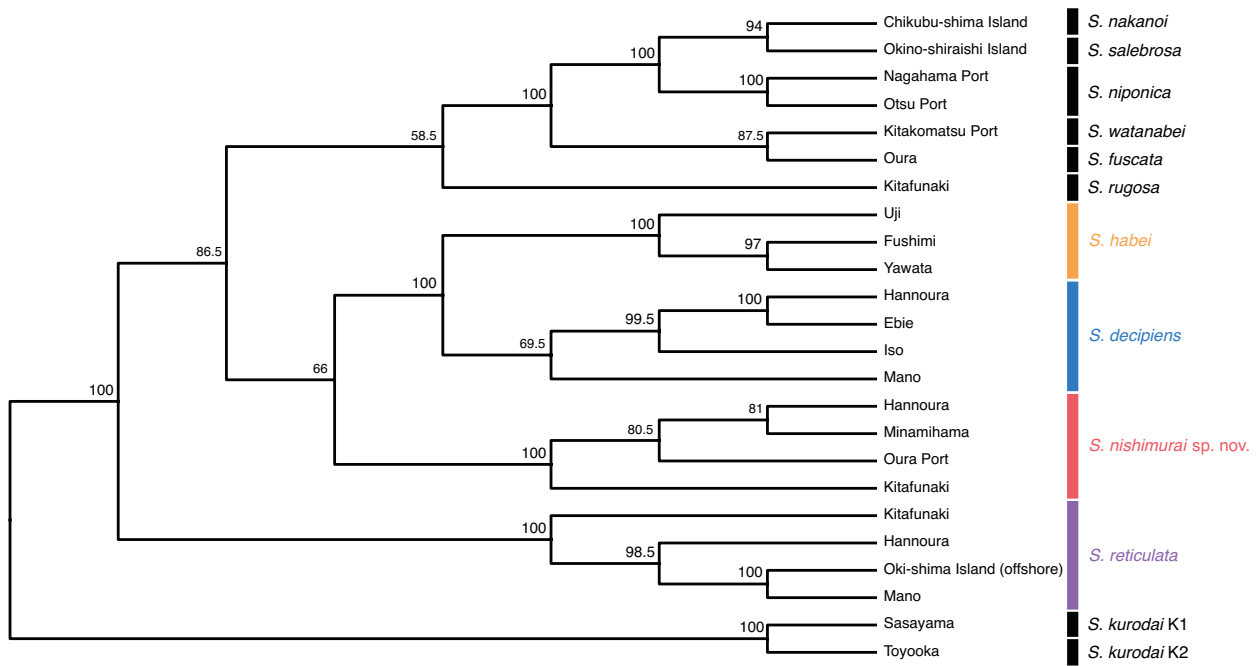 Chikubu-shima Island S. nakanoi
94
Okino-shiraishi Island S. salebrosa
100
Nagahama Port
100 S. niponica
Otsu Port
100
Kitakomatsu Port S. watanabei
58.5 87.5
Oura S. fuscata
Kitafunaki S. rugosa
Uji
100
Fushimi S. habei
97
86.5
Yawata
100
Hannoura
100
Ebie
99.5
S. decipiens
Iso
69.5
66
Mano
100
Hannoura
81
Minamihama
80.5
S. nishimurai sp. nov.
Oura Port
100
Kitafunaki
Kitafunaki
100
Hannoura
98.5
S. reticulata
Oki-shima Island (offshore)
100
Mano
Sasayama S. kurodai K1
100
Toyooka S. kurodai K2